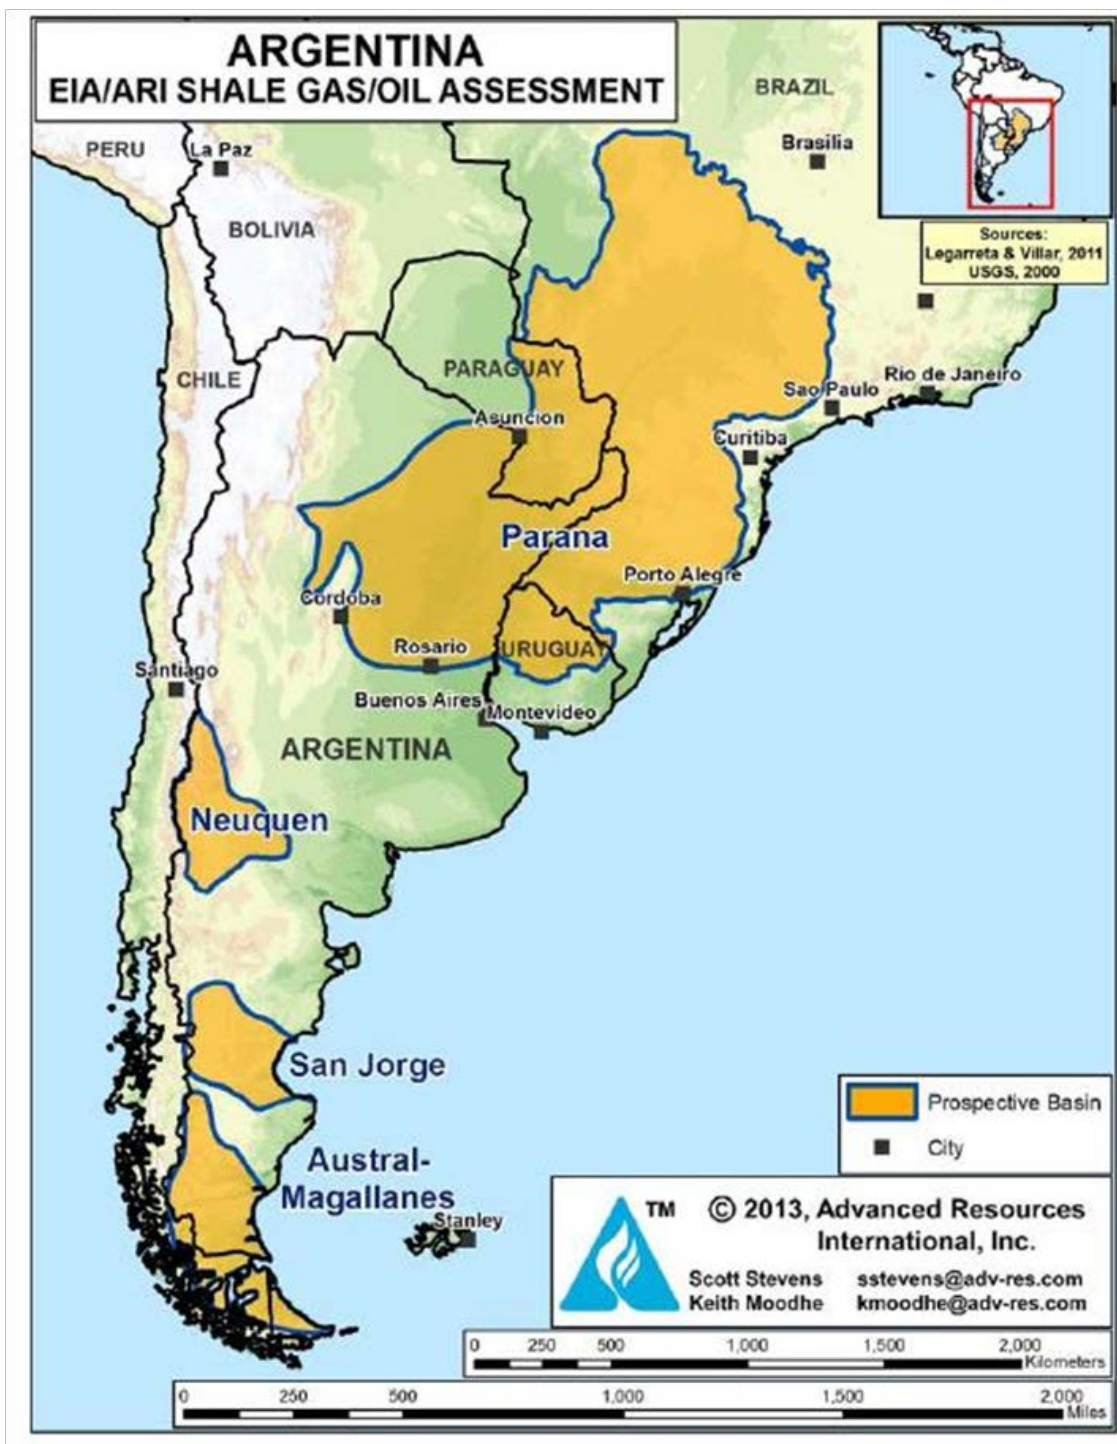 ARGENTINA
EIA/ARI SHALE GAS/OIL ASSESSMENT
BRAZIL
PERU
La Paz
Brasilia
BOLIVIA
Sources:
Legarreta & Villar, 2011
USGS, 2000
PARAGUAY
CHILE
Rio de Janeiro
Sao Paulo
Asuncion
Curitiba
Parana
Porto Alegre
Cordoba
Rosario
URUGUAY
Santiago
Buenos Aires
Montevideo
ARGENTINA
Neuquen
San Jorge
Prospective Basin
City
Austral-
Magallanes
Stanley
TM © 2013, Advanced Resources
International, Inc.
Scott Stevens sstevens@adv-res.com
Keith Moodhe kmoodhe@adv-res.com
0 250 500 1,000 1,500 2,000
Kilometers
0 250 500 1,000 1,500 2,000
Miles